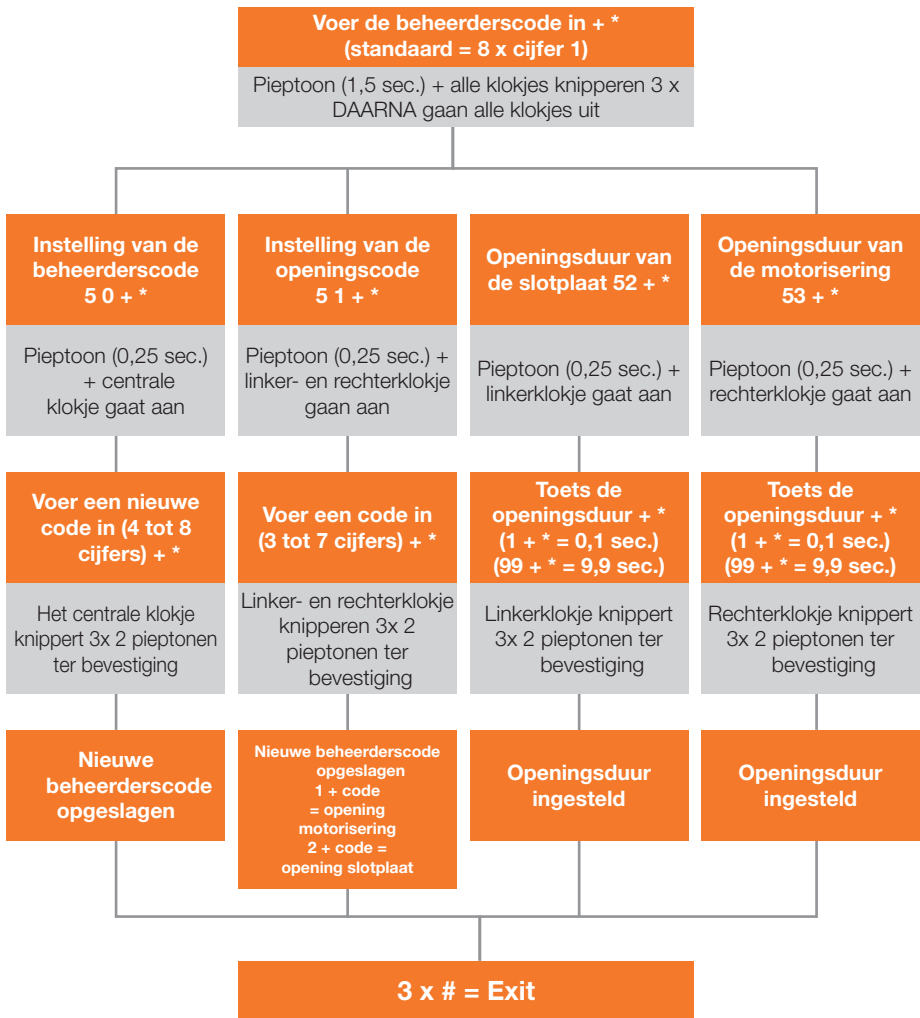 Voer de beheerderscode in + *
(standaard = 8 x cijfer 1)
Pieptoon (1,5 sec.) + alle klokjes knipperen 3 x
DAARNA gaan alle klokjes uit
Instelling van de
beheerderscode
5 0 + *
Pieptoon (0,25 sec.)
+ centrale
klokje gaat aan
Voer een nieuwe
code in (4 tot 8
cijfers) + *
Het centrale klokje
knippert 3x 2 pieptonen
ter bevestiging
Nieuwe
beheerderscode
opgeslagen
Instelling van de
openingscode
5 1 + *
Pieptoon (0,25 sec.) +
linker- en rechterklokje
gaan aan
Voer een code in
(3 tot 7 cijfers) + *
Linker- en rechterklokje
knipperen 3x 2
pieptonen ter
bevestiging
Nieuwe beheerderscode
opgeslagen
1 + code
= opening
motorisering
2 + code =
opening slotplaat
Openingsduur van
de slotplaat 52 + *
Pieptoon (0,25 sec.) +
linkerklokje gaat aan
Toets de
openingsduur + *
(1 + * = 0,1 sec.)
(99 + * = 9,9 sec.)
Linkerklokje knippert
3x 2 pieptonen ter
bevestiging
Openingsduur
ingesteld
Openingsduur van
de motorisering
53 + *
Pieptoon (0,25 sec.) +
rechterklokje gaat aan
Toets de
openingsduur + *
(1 + * = 0,1 sec.)
(99 + * = 9,9 sec.)
Rechterklokje knippert
3x 2 pieptonen ter
bevestiging
Openingsduur
ingesteld
3 x # = Exit